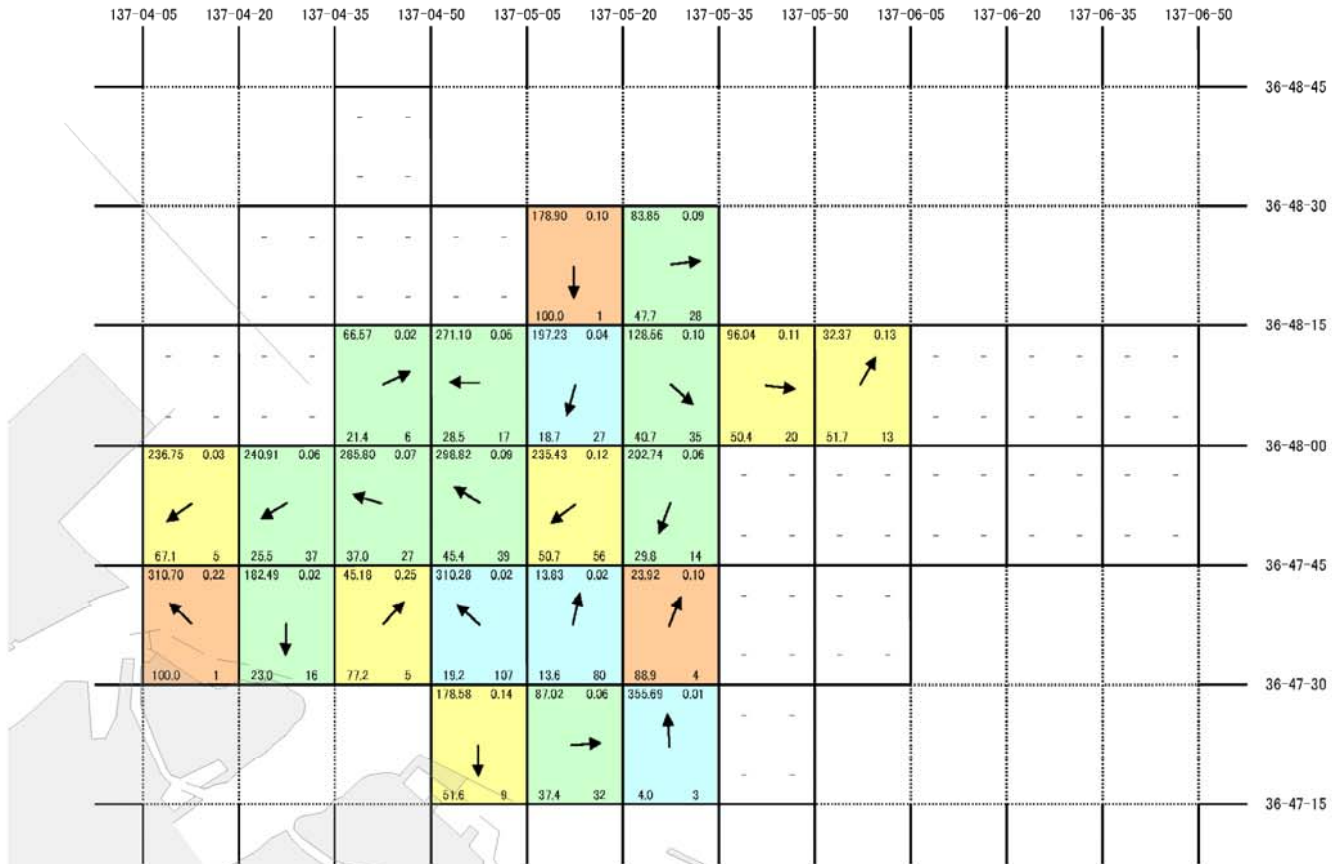 137-04-05 137-04-20 137-04-35 137-04-50 137-05-05 137-05-20 137-05-35 137-05-50 137-06-05 137-06-20 137-06-35 137-06-50
36-48-45
- -
- -
36-48-30
178.90 0.10 83.85 0.09
- - - - - -
- - - - - -
100.0 1 47.7 28
36-48-15
66.57 0.02 271.10 0.05 197.23 0.04 128.56 0.10 96.04 0.11 32.37 0.13
- - - - - - - - - -
- - - - - - - - - -
21.4 6 28.5 17 18.7 27 40.7 35 50.4 20 51.7 13
36-48-00
236.75 0.03 240.91 0.06 285.80 0.07 298.82 0.09 235.43 0.12 202.74 0.06
- - - - - - - - - -
- - - - - - - - - -
67.1 5 25.5 37 37.0 27 45.4 39 50.7 56 29.8 14
36-47-45
310.70 0.22 182.49 0.02 45.18 0.25 310.28 0.02 13.83 0.02 23.92 0.10
- - - -
- - - -
100.0 1 23.0 16 77.2 5 19.2 107 13.6 80 88.9 4
36-47-30
178.58 0.14 87.02 0.06 355.69 0.01
- -
- -
51.6 9 37.4 32 4.0 3
36-47-15